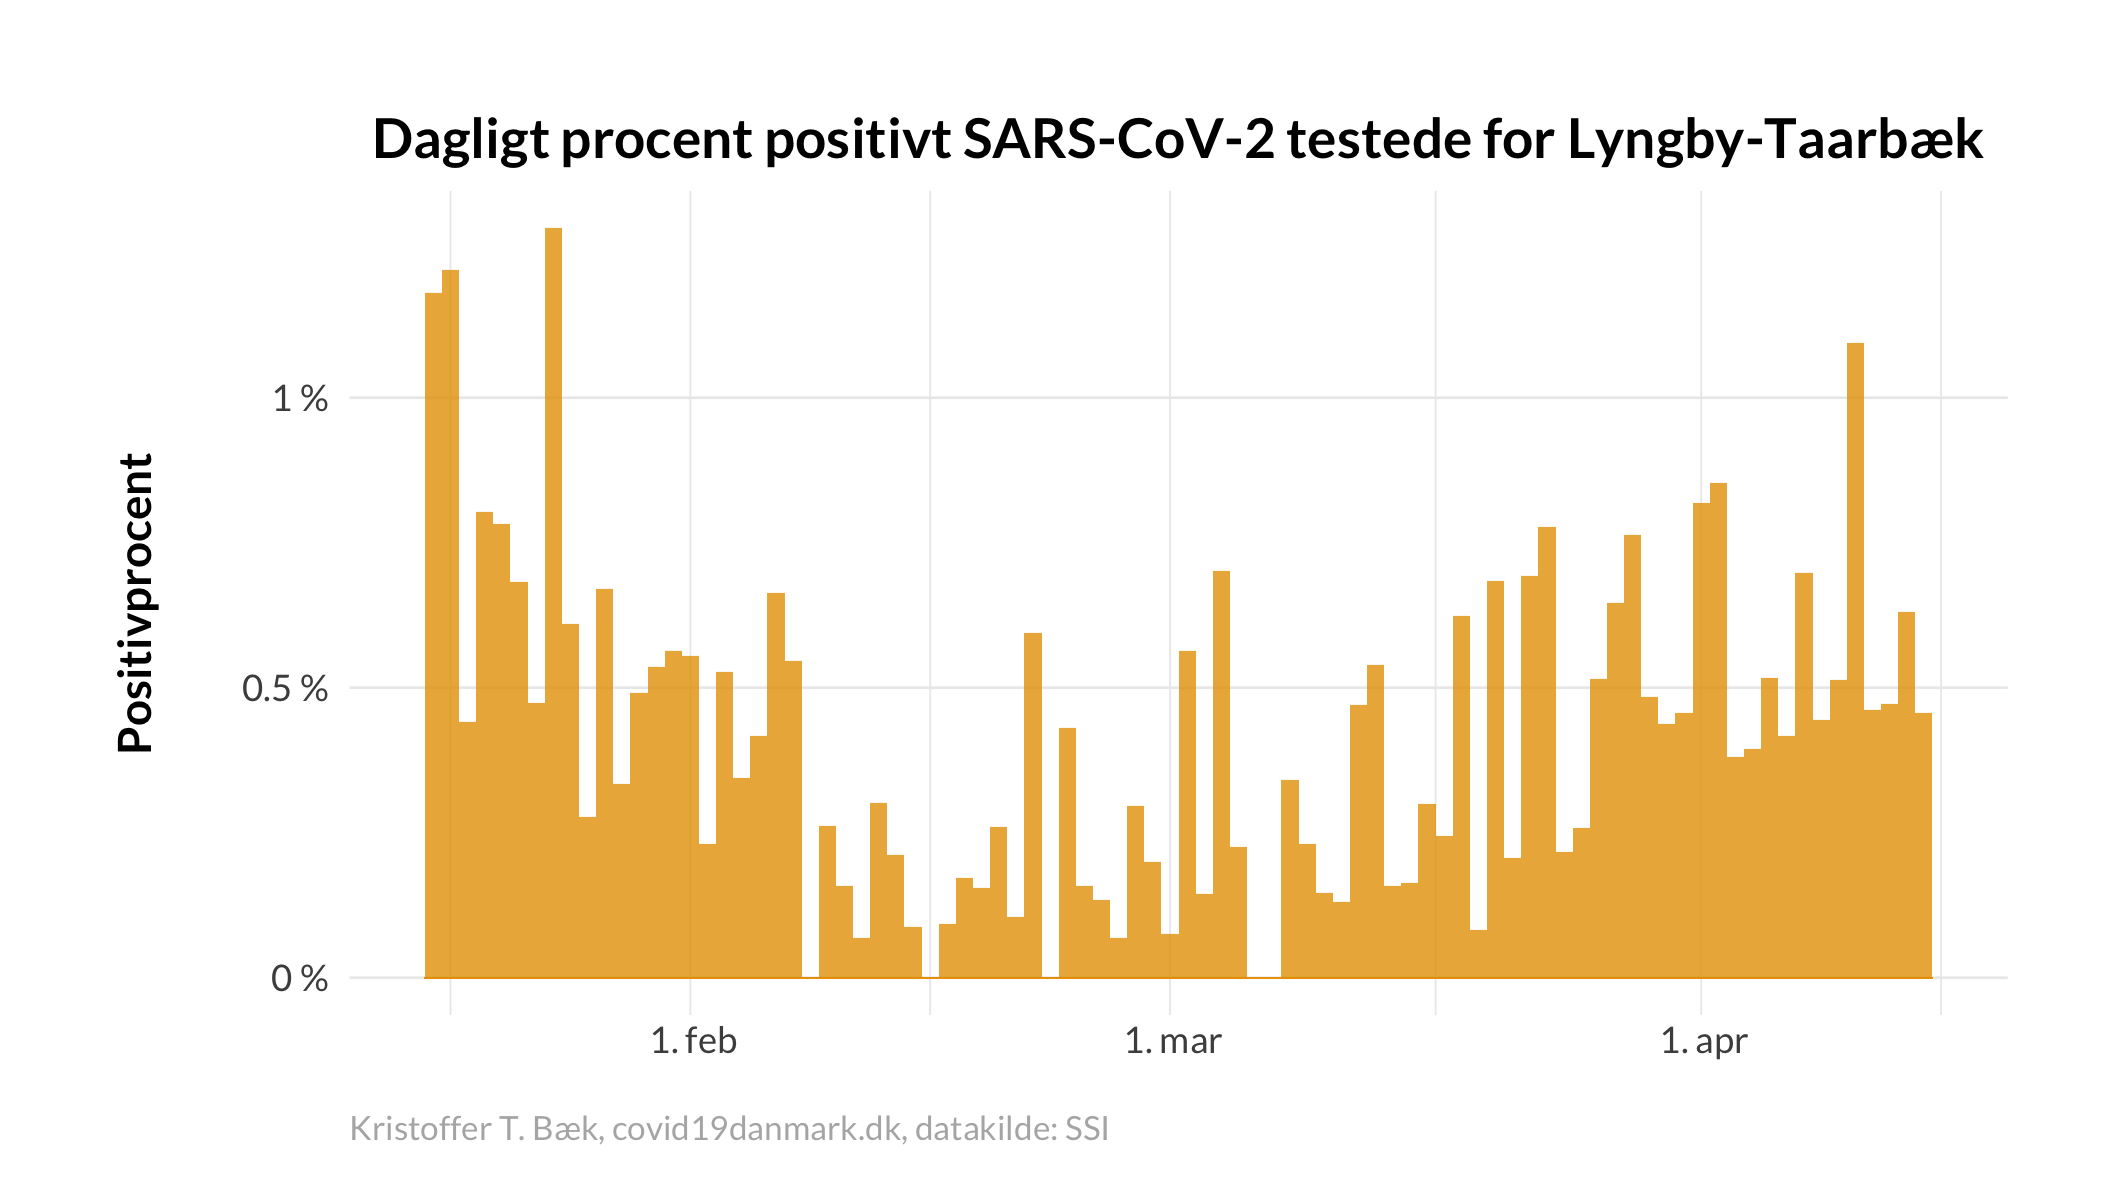 Dagligt procent positivt SARS-CoV-2 testede for Lyngby-Taarbæk
Positivprocent
1 %
0.5 %
0 %
1. feb
1. mar
1. apr
Kristoffer T. Bæk, covid19danmark.dk, datakilde: SSI